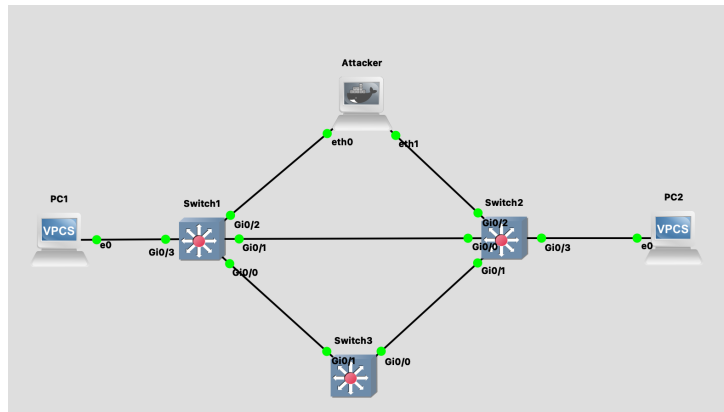 Attacker
eth0
eth1
PC1
Switch1
Switch2
PC2
Gi0/2
Gi0/2
VPCS
e0
Gi0/3
Gi0/1
Gi0/0
Gi0/3
e0
VPCS
Gi0/0
Gi0/1
Switch3
Gi0/1
Gi0/0